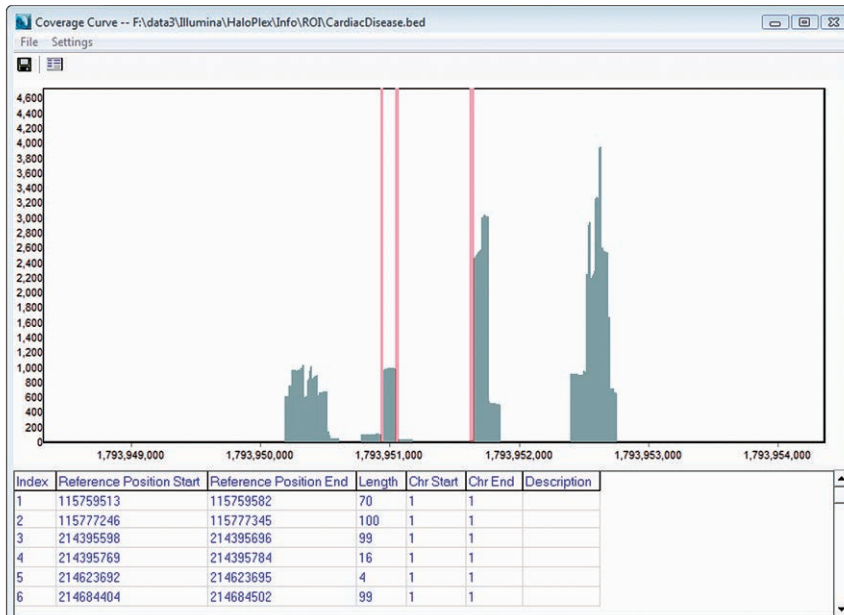 Coverage Curve -- F:\data3\Illumina\HaloPlex\Info\ROI\CardiacDisease.bed
File Settings
4,600
4,400
4,200
4,000
3,800
3,600
3,400
3,200
3,000
2,800
2,600
2,400
2,200
2,000
1,800
1,600
1,400
1,200
1,000
800
600
400
200
0
1,793,949,000 1,793,950,000 1,793,951,000 1,793,952,000 1,793,953,000 1,793,954,000
Index Reference Position Start Reference Position End Length Chr Start Chr End Description
1 115759513 115759582 70 1 1
2 115777246 115777345 100 1 1
3 214395598 214395696 99 1 1
4 214395769 214395784 16 1 1
5 214623692 214623695 4 1 1
6 214684404 214684502 99 1 1